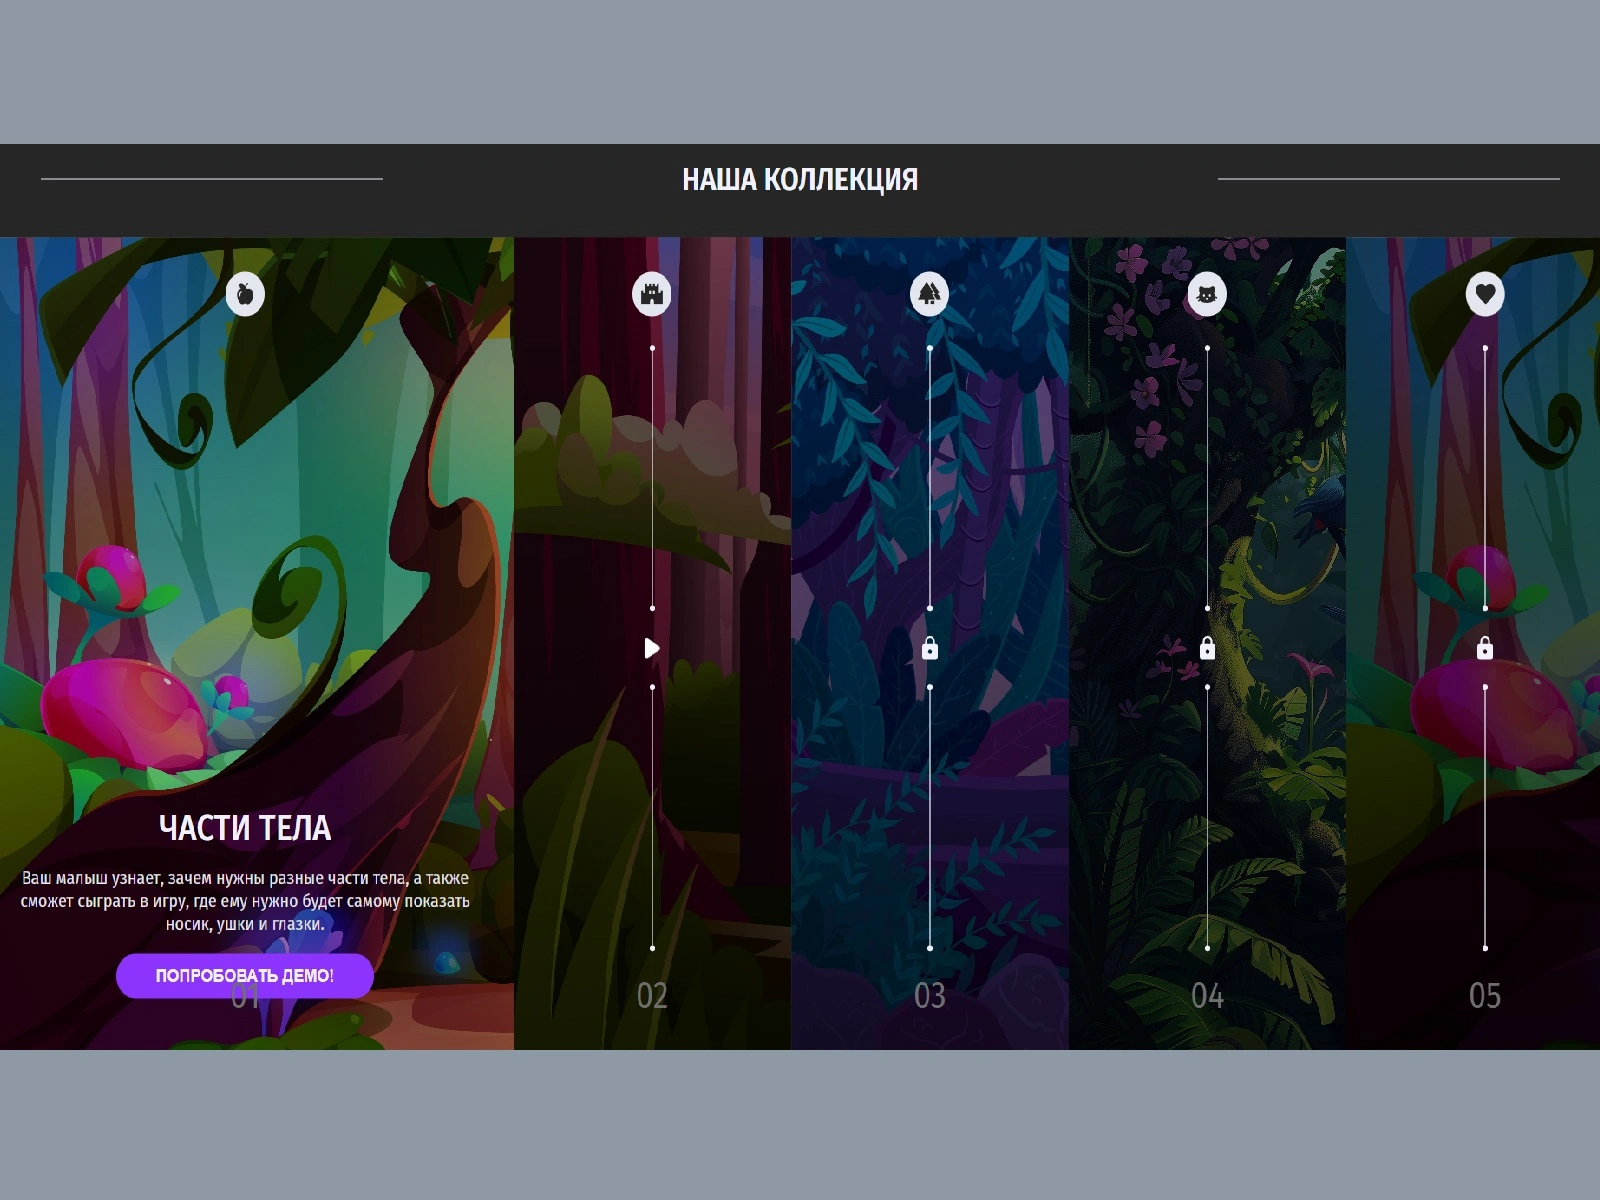 НАША КОЛЛЕКЦИЯ
ЧАСТИ ТЕЛА
Ваш малыш узнает, зачем нужны разные части тела, а также
сможет сыграть в игру, где ему нужно будет самому показать
носик, ушки и глазки.
ПОПРОБОВАТЬ ДЕМО!
01
02
03
04
05